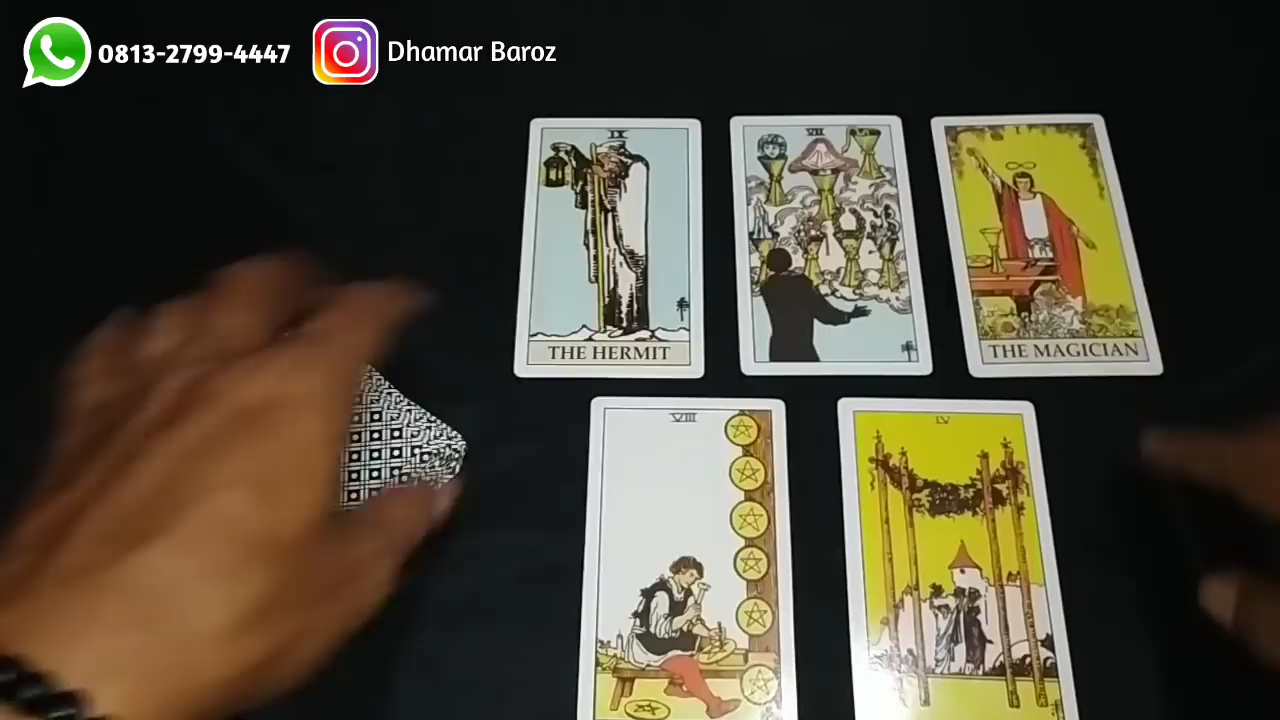 0813-2799-4447
Dhamar Baroz
IX
THE HERMIT
VII
THE MAGICIAN
VIII
IV